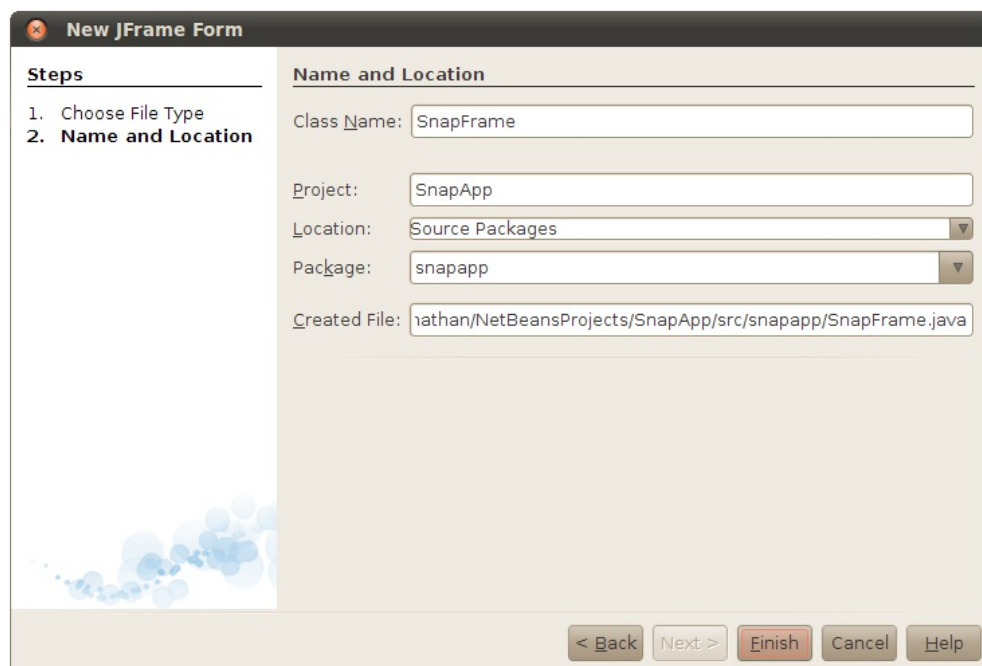 New JFrame Form
Steps
1. Choose File Type
2. Name and Location
Name and Location
Class Name: SnapFrame
Project: SnapApp
Location: Source Packages
Package: snapapp
Created File: nathan/NetBeansProjects/SnapApp/src/snapapp/SnapFrame.java
< Back Next > Finish Cancel Help